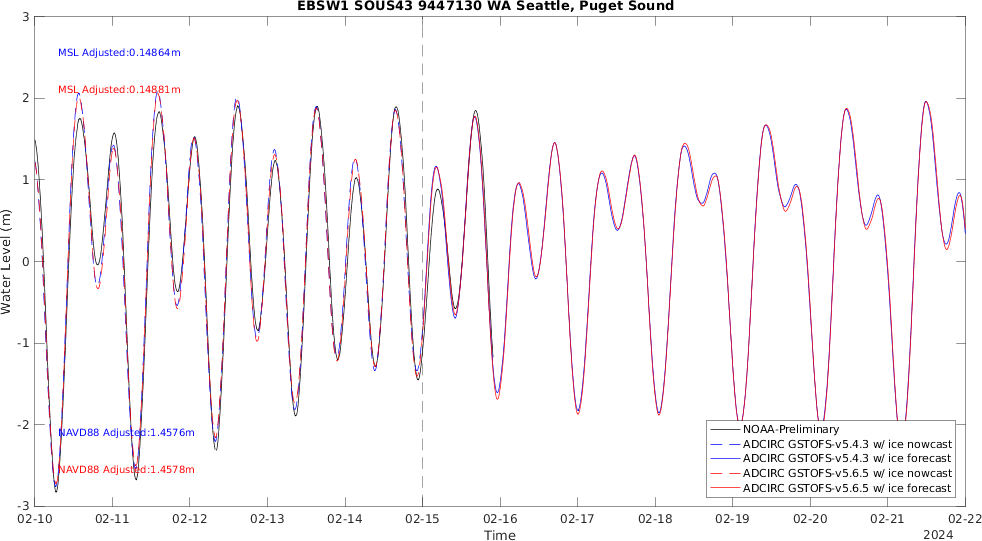 EBSW1 SOUS43 9447130 WA Seattle, Puget Sound
3
MSL Adjusted:0.14864m
2
MSL Adjusted:0.14881m
1
0
-1
-2
-3
Water Level (m)
NAVD88 Adjusted:1.4576m
NAVD88 Adjusted:1.4578m
NOAA-Preliminary
ADCIRC GSTOFS-v5.4.3 w/ ice nowcast
ADCIRC GSTOFS-v5.4.3 w/ ice forecast
ADCIRC GSTOFS-v5.6.5 w/ ice nowcast
ADCIRC GSTOFS-v5.6.5 w/ ice forecast
02-10 02-11 02-12 02-13 02-14 02-15 02-16 02-17 02-18 02-19 02-20 02-21 02-22
Time
2024